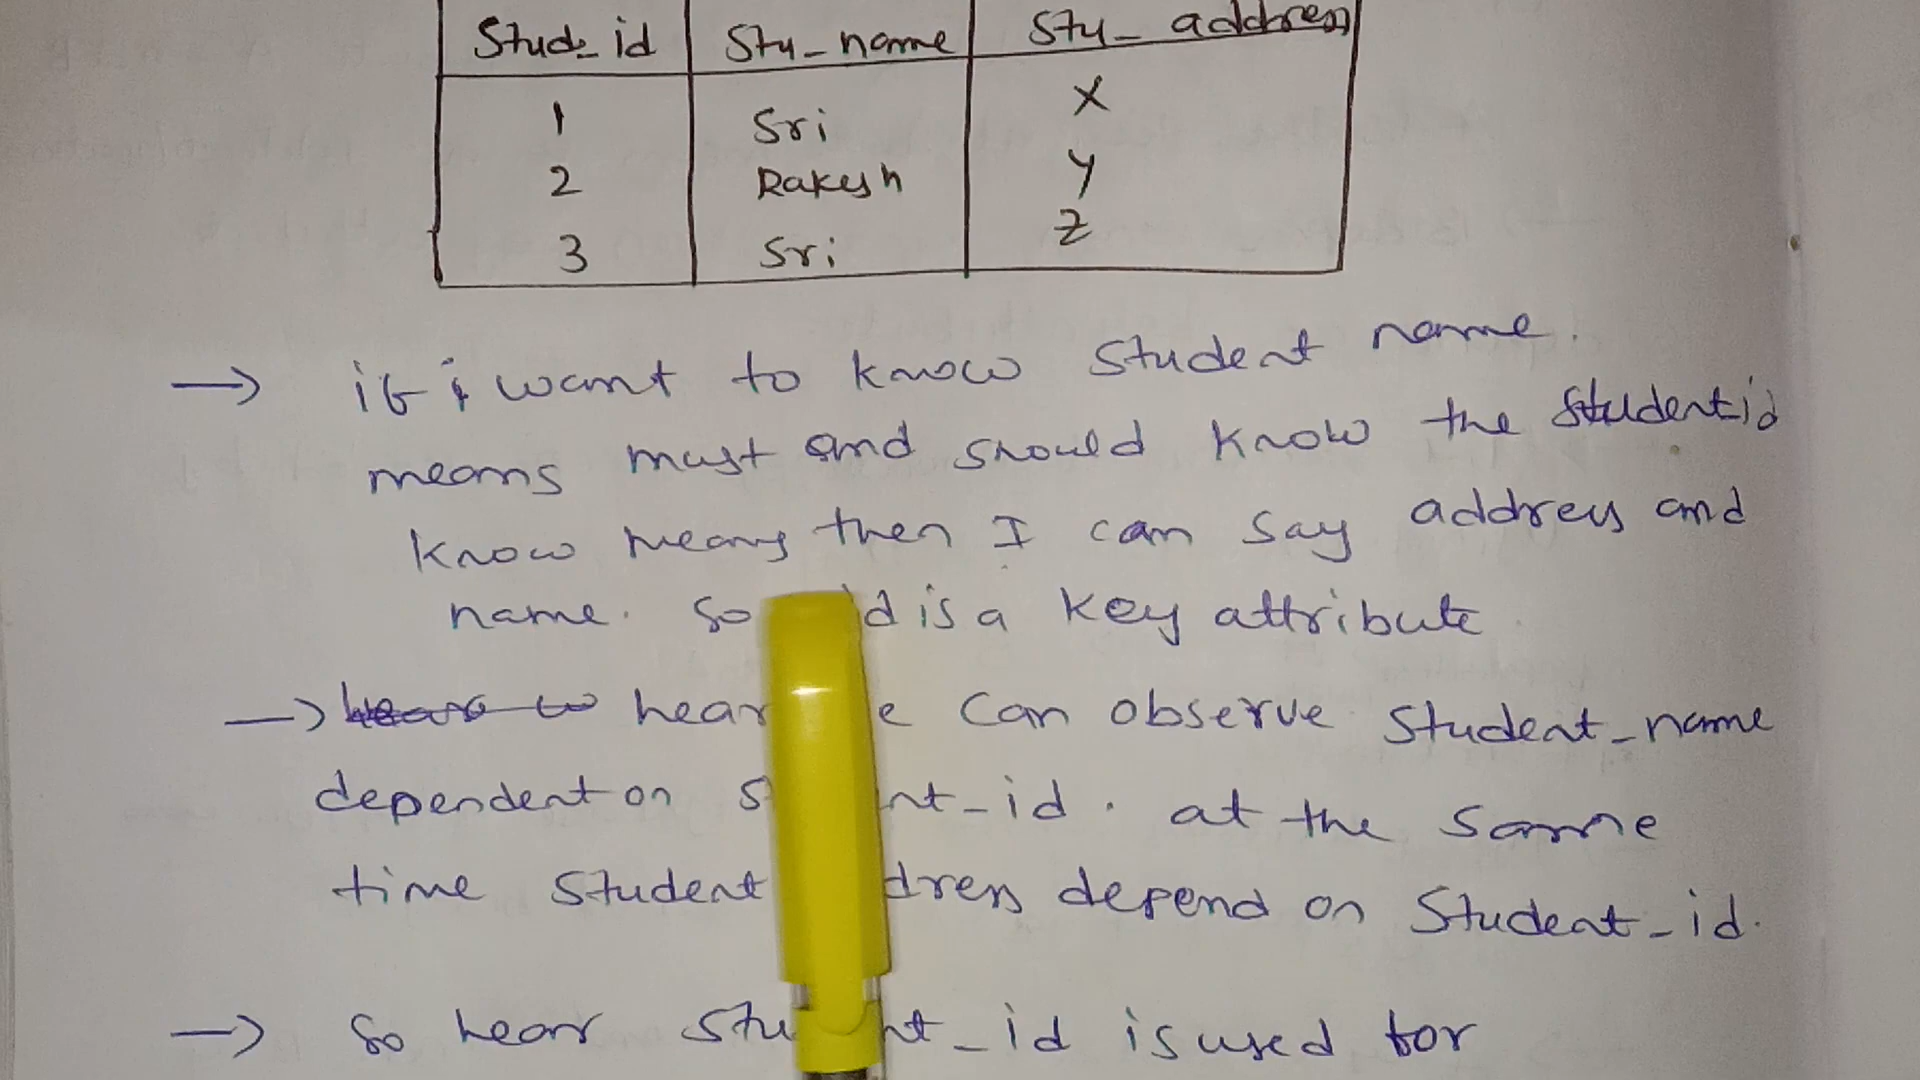 Stud_id Stu_name Stu_address
1 Sri X
2 Rakesh Y
3 Sri Z
→ if i want to know Student name.
means must and should know the Studentid
know means then I can say address and
name. So id is a key attribute
→ hear can observe Student_name
dependent on nt_id. at the same
time Student dress depend on Student_id.
→ So hear Stu nt_id is used for